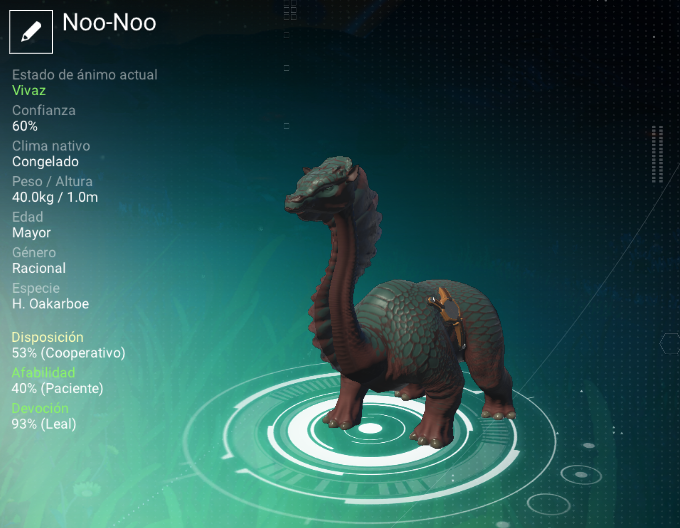 Noo-Noo
Estado de ánimo actual
Vivaz
Confianza
60%
Clima nativo
Congelado
Peso / Altura
40.0kg / 1.0m
Edad
Mayor
Género
Racional
Especie
H. Oakarboe
Disposición
53% (Cooperativo)
Afabilidad
40% (Paciente)
Devoción
93% (Leal)